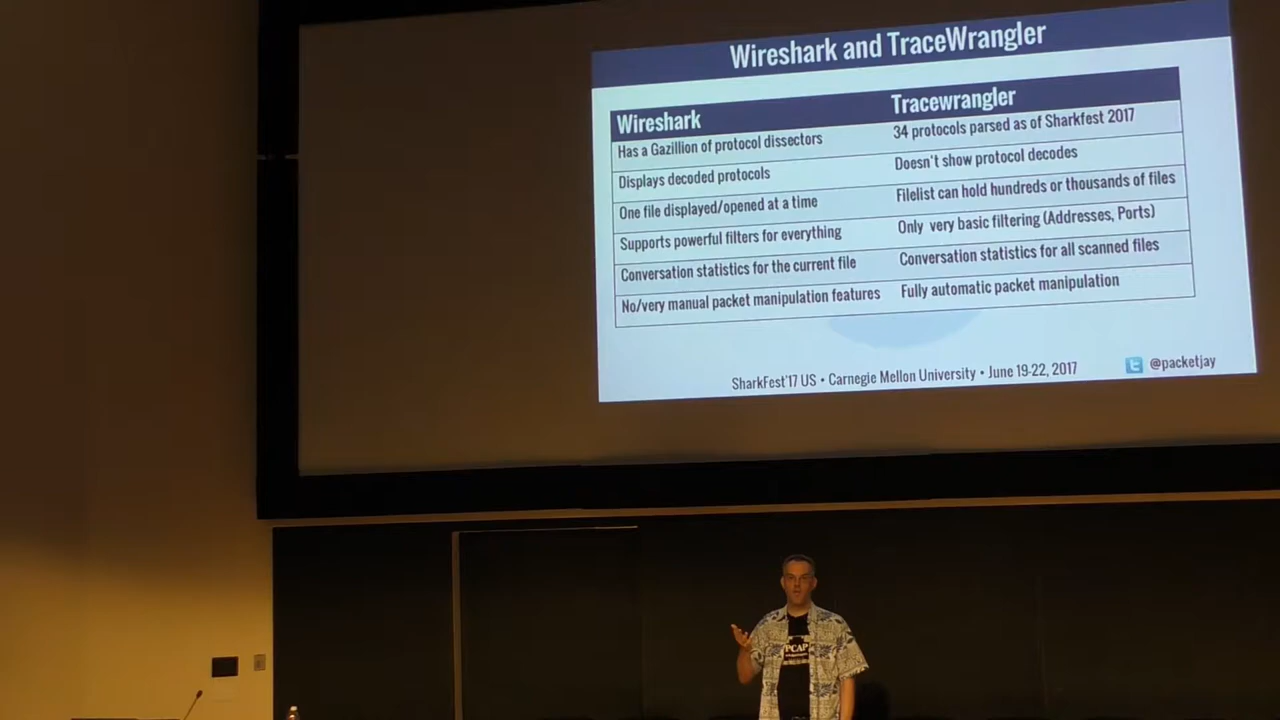 Wireshark and TraceWrangler
Wireshark
Tracewrangler
Has a Gazillion of protocol dissectors
34 protocols parsed as of Sharkfest 2017
Displays decoded protocols
Doesn't show protocol decodes
One file displayed/opened at a time
Filelist can hold hundreds or thousands of files
Supports powerful filters for everything
Only very basic filtering (Addresses, Ports)
Conversation statistics for the current file
Conversation statistics for all scanned files
No/very manual packet manipulation features
Fully automatic packet manipulation
SharkFest'17 US • Carnegie Mellon University • June 19-22, 2017
@packetjay
PCAP